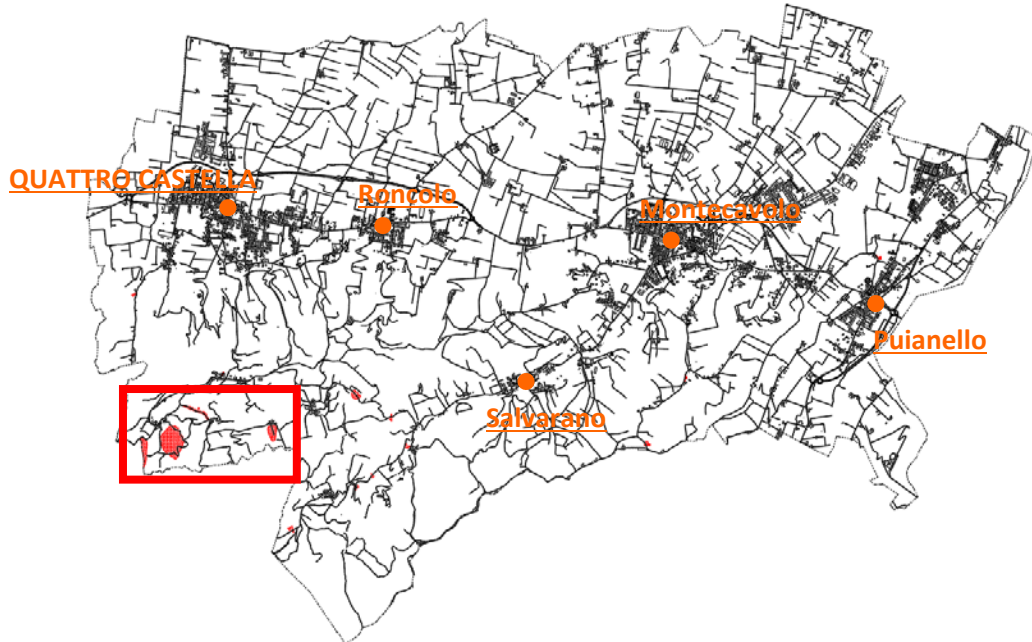 QUATTRO CASTELLA
Roncolo
Montecavolo
Puianello
Salvarano